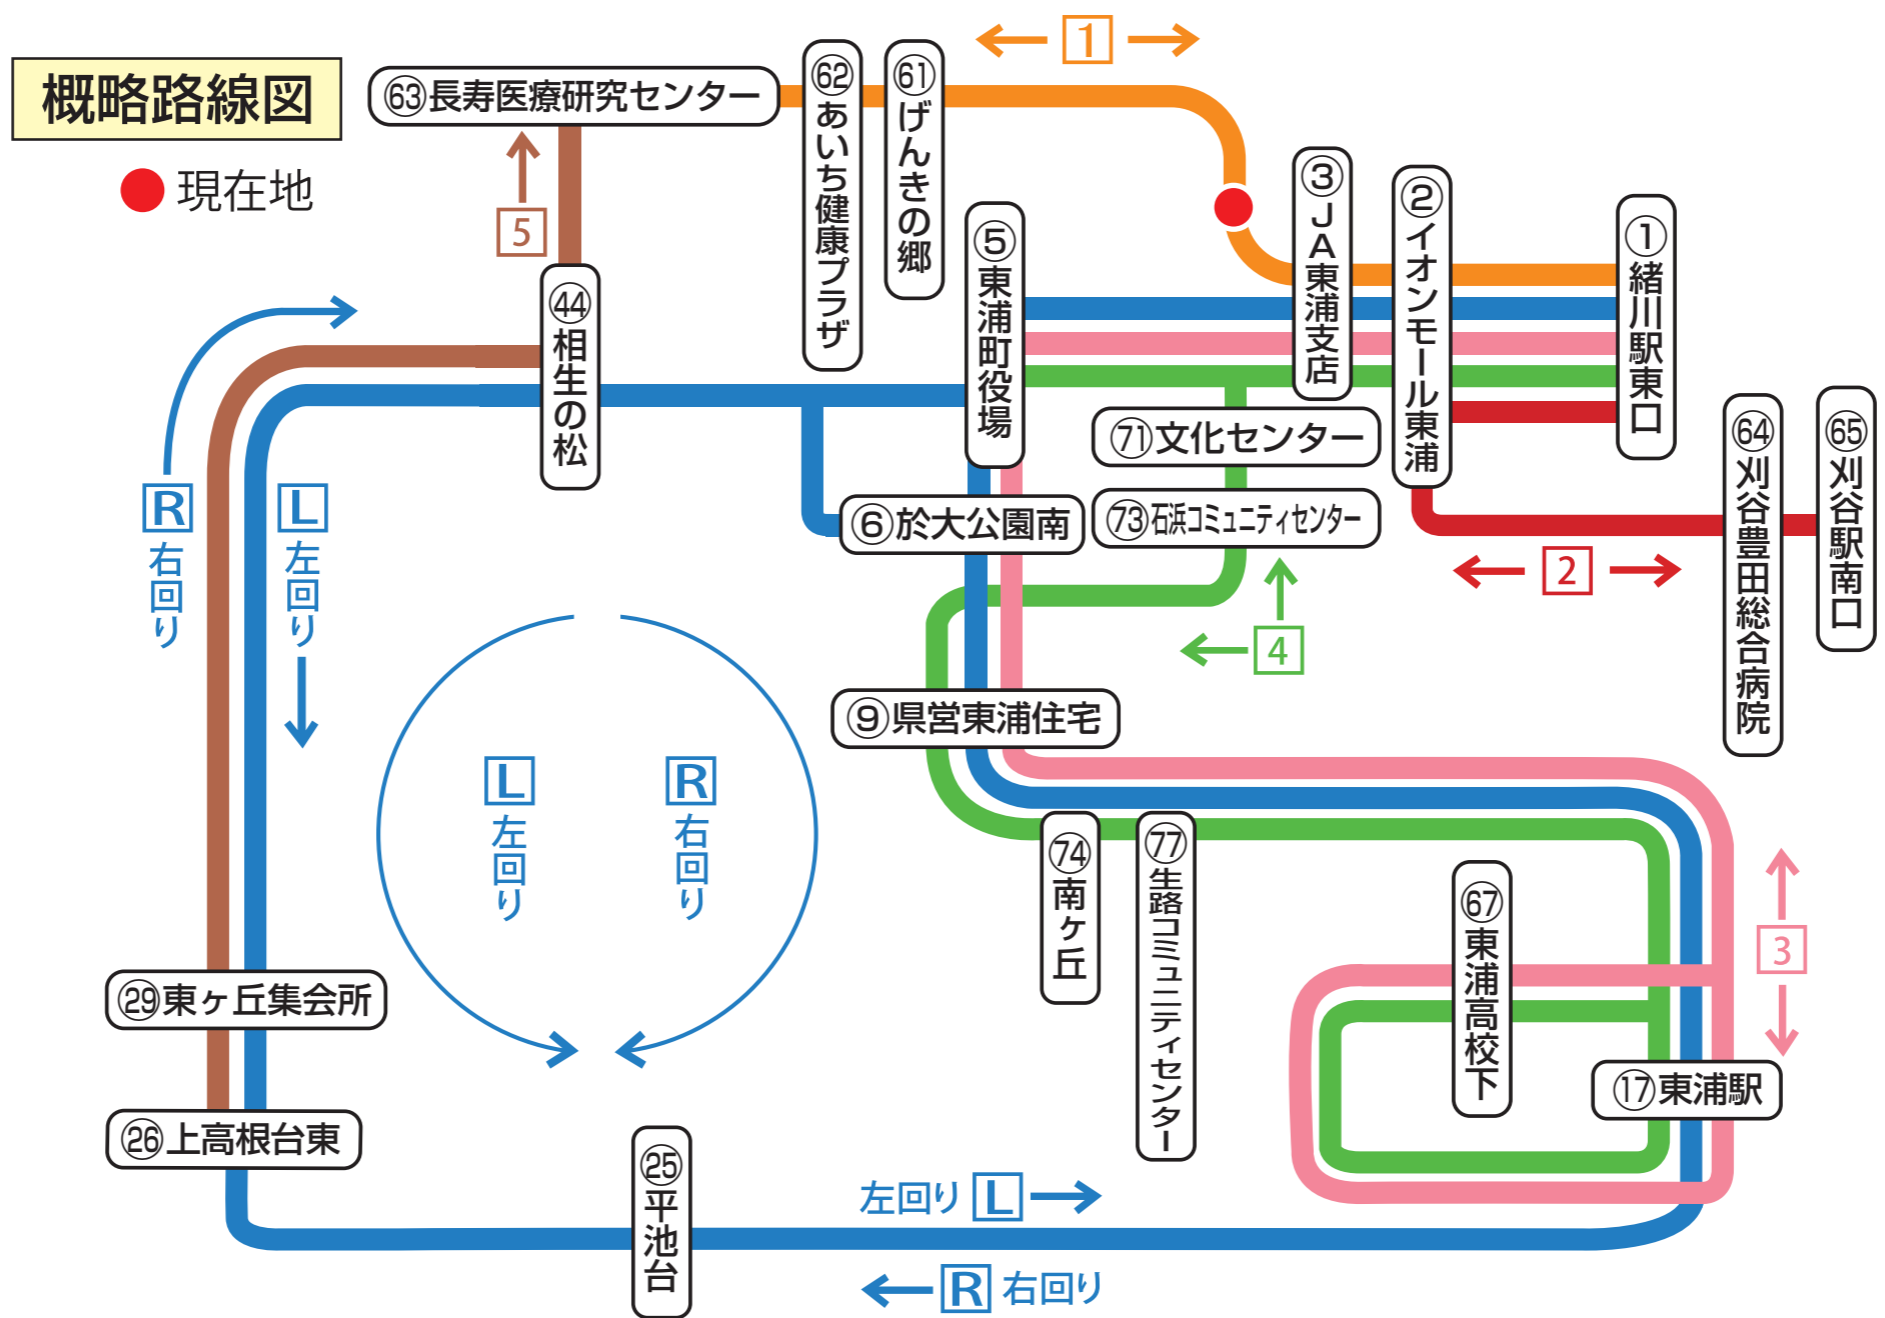 概略路線図
現在地
1
㊿+13長寿医療研究センター
62あいち健康プラザ
61げんきの郷
5
③JA東浦支店
②イオンモール東浦
①緒川駅東口
⑤東浦町役場
㊹相生の松
64刈谷豊田総合病院
65刈谷駅南口
71文化センター
73石浜コミュニティセンター
⑥於大公園南
R
右回り
L
左回り
2
4
⑨県営東浦住宅
L
左回り
R
右回り
74南ヶ丘
77生路コミュニティセンター
67東浦高校下
3
⑰東浦駅
㉙東ヶ丘集会所
㉖上高根台東
㉕平池台
左回り L
R 右回り